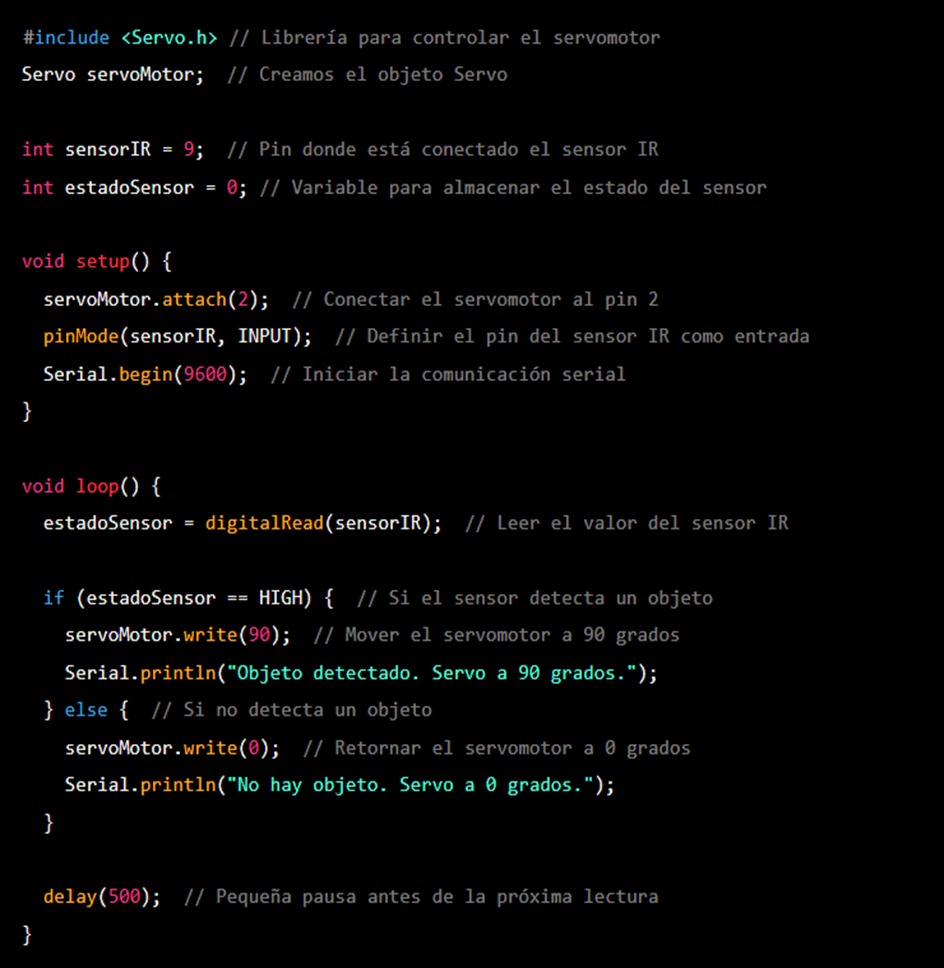 #include <Servo.h> // Librería para controlar el servomotor
Servo servoMotor;  // Creamos el objeto Servo

int sensorIR = 9;  // Pin donde está conectado el sensor IR
int estadoSensor = 0; // Variable para almacenar el estado del sensor

void setup() {
  servoMotor.attach(2);  // Conectar el servomotor al pin 2
  pinMode(sensorIR, INPUT);  // Definir el pin del sensor IR como entrada
  Serial.begin(9600);  // Iniciar la comunicación serial
}

void loop() {
  estadoSensor = digitalRead(sensorIR);  // Leer el valor del sensor IR

  if (estadoSensor == HIGH) {  // Si el sensor detecta un objeto
    servoMotor.write(90);  // Mover el servomotor a 90 grados
    Serial.println("Objeto detectado. Servo a 90 grados.");
  } else {  // Si no detecta un objeto
    servoMotor.write(0);  // Retornar el servomotor a 0 grados
    Serial.println("No hay objeto. Servo a 0 grados.");
  }

  delay(500);  // Pequeña pausa antes de la próxima lectura
}